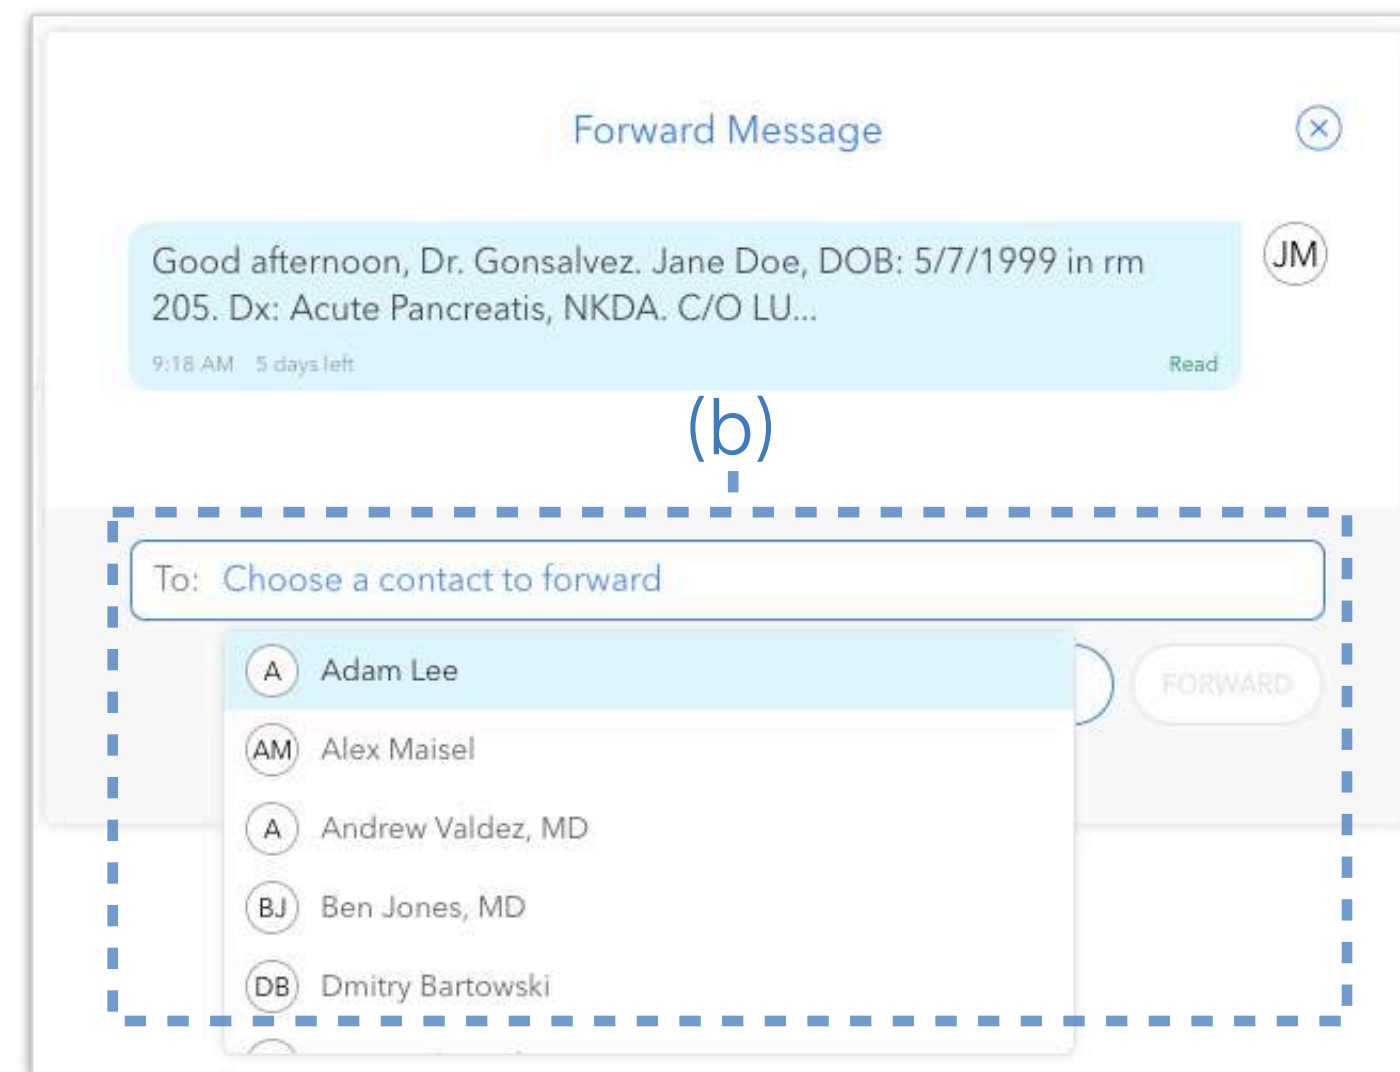 Forward Message
Good afternoon, Dr. Gonsalvez. Jane Doe, DOB: 5/7/1999 in rm
205. Dx: Acute Pancreatis, NKDA. C/O LU...
JM
9:18 AM 5 days left Read
(b)
To: Choose a contact to forward
A Adam Lee
FORWARD
AM Alex Maisel
A Andrew Valdez, MD
BJ Ben Jones, MD
DB Dmitry Bartowski